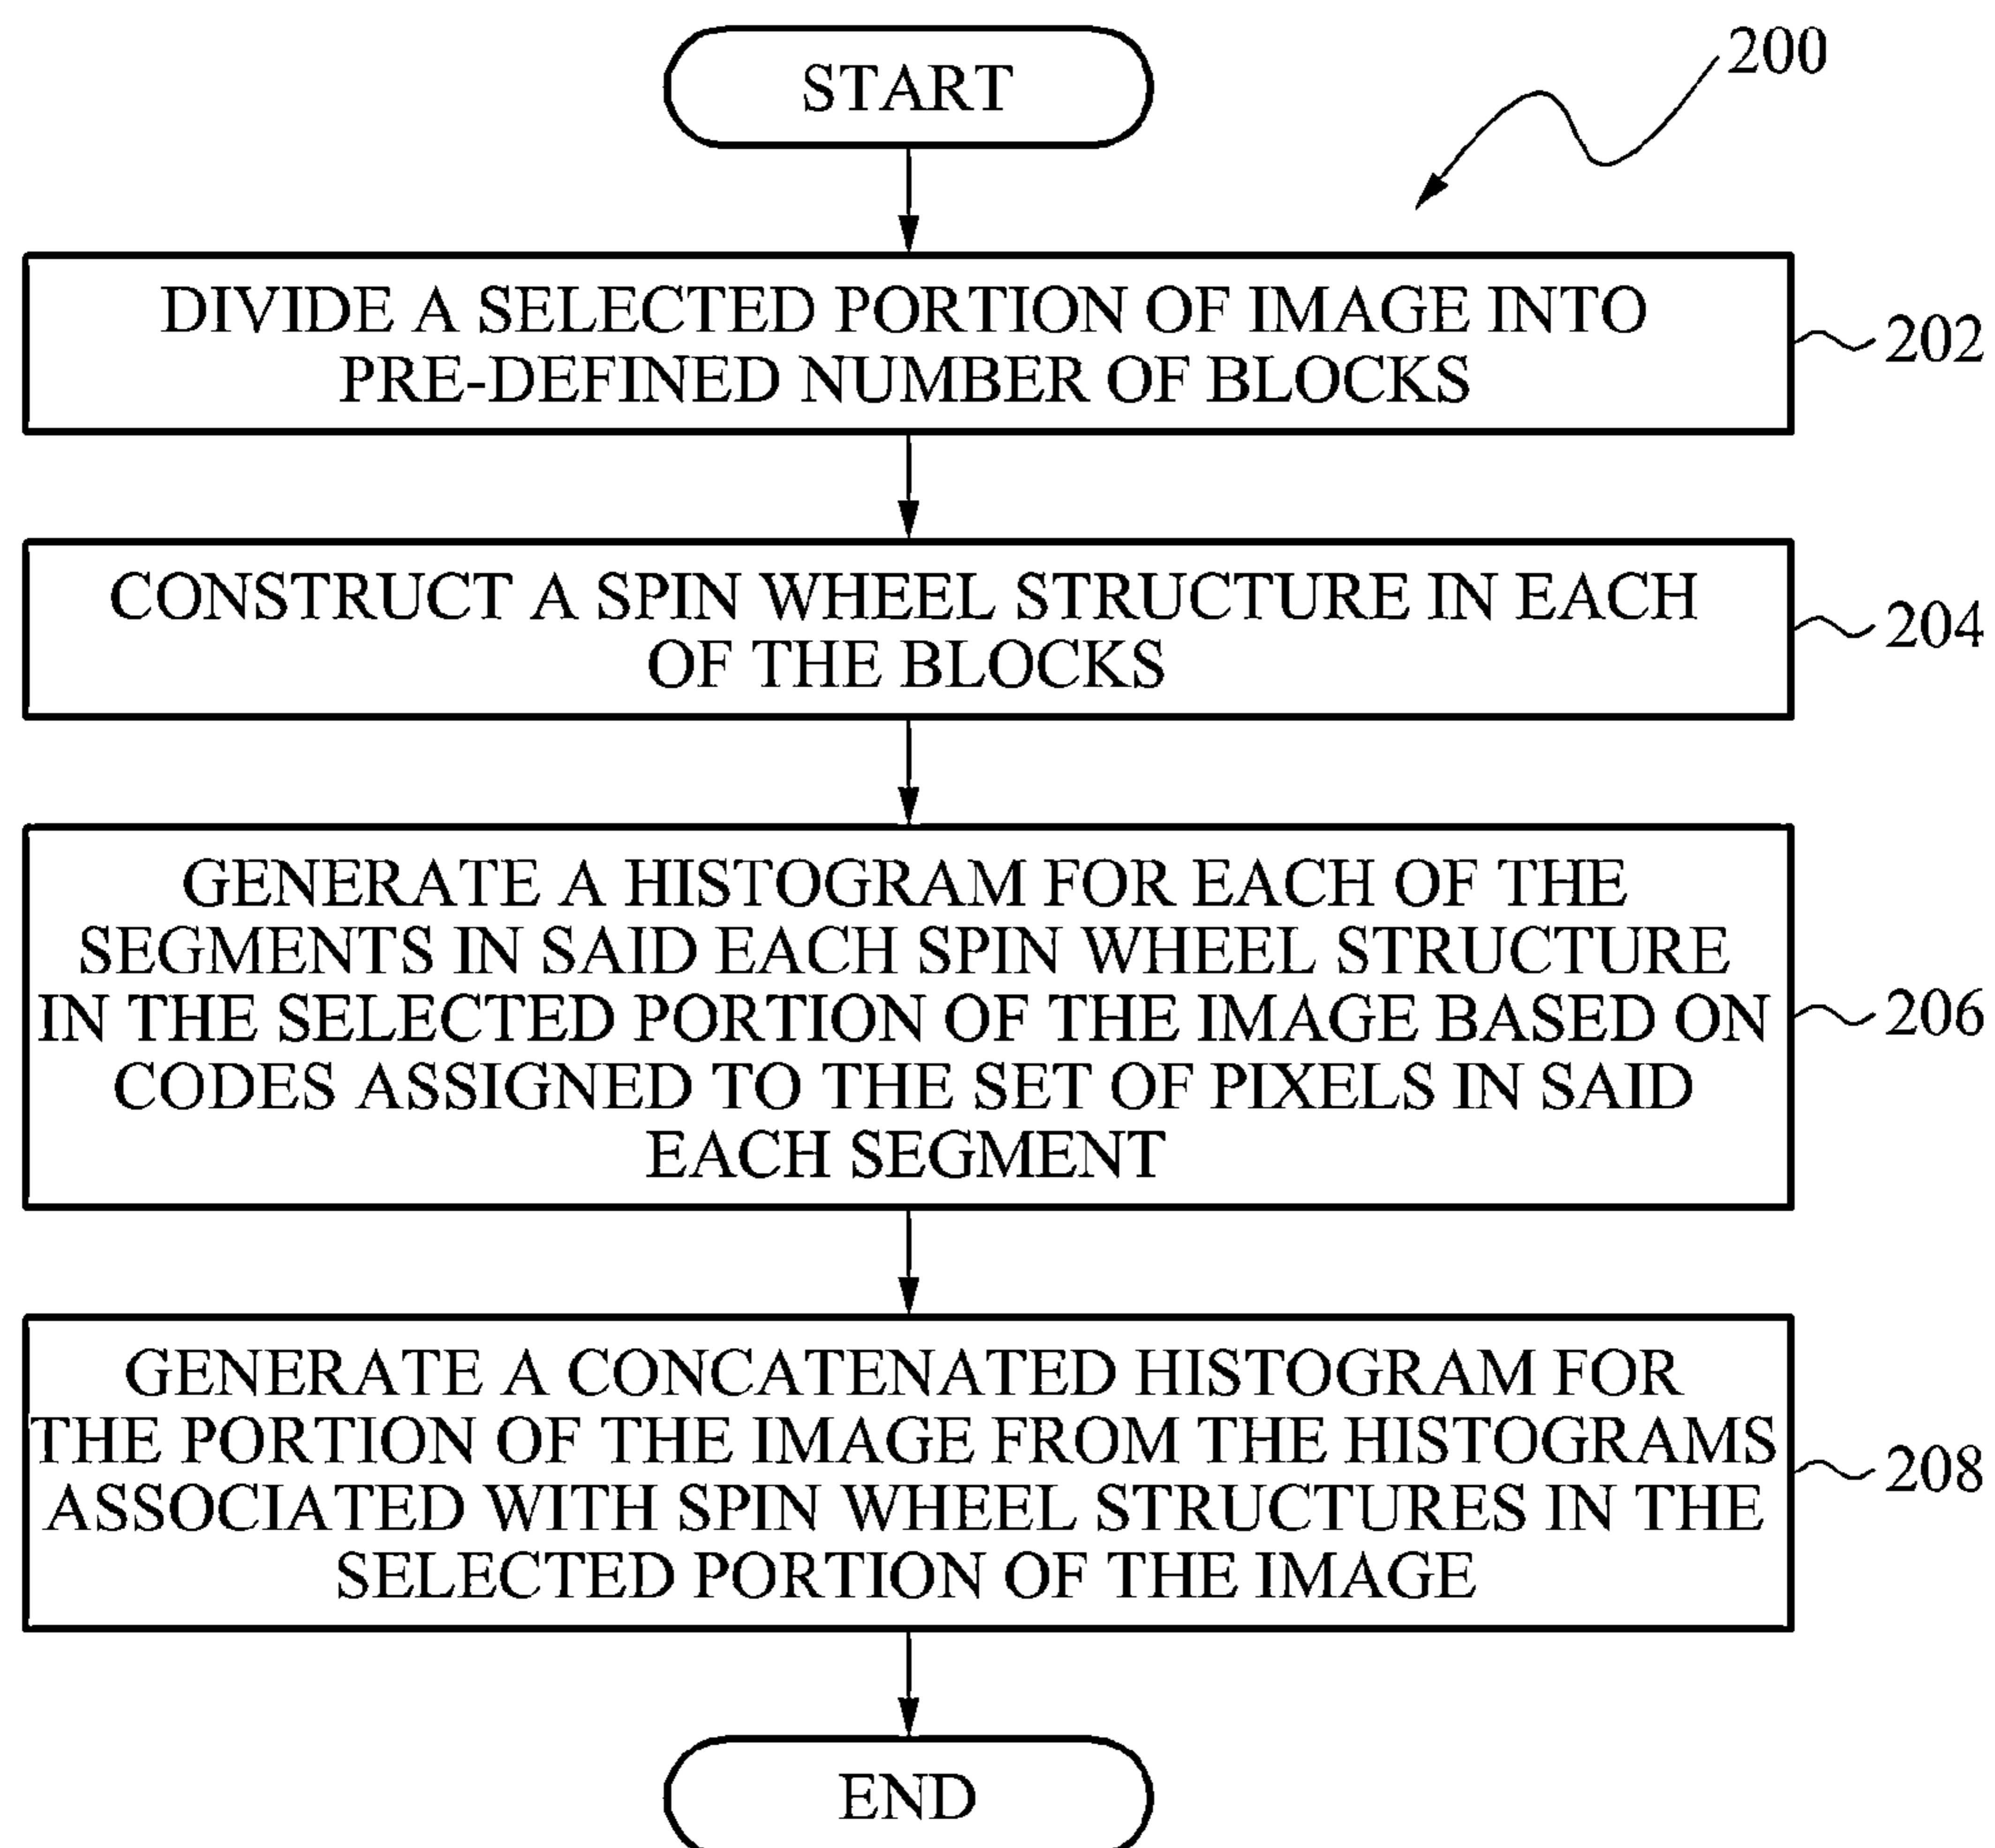 START
200
DIVIDE A SELECTED PORTION OF IMAGE INTO
PRE-DEFINED NUMBER OF BLOCKS
202
CONSTRUCT A SPIN WHEEL STRUCTURE IN EACH
OF THE BLOCKS
204
GENERATE A HISTOGRAM FOR EACH OF THE
SEGMENTS IN SAID EACH SPIN WHEEL STRUCTURE
IN THE SELECTED PORTION OF THE IMAGE BASED ON
CODES ASSIGNED TO THE SET OF PIXELS IN SAID
EACH SEGMENT
206
GENERATE A CONCATENATED HISTOGRAM FOR
THE PORTION OF THE IMAGE FROM THE HISTOGRAMS
ASSOCIATED WITH SPIN WHEEL STRUCTURES IN THE
SELECTED PORTION OF THE IMAGE
208
END